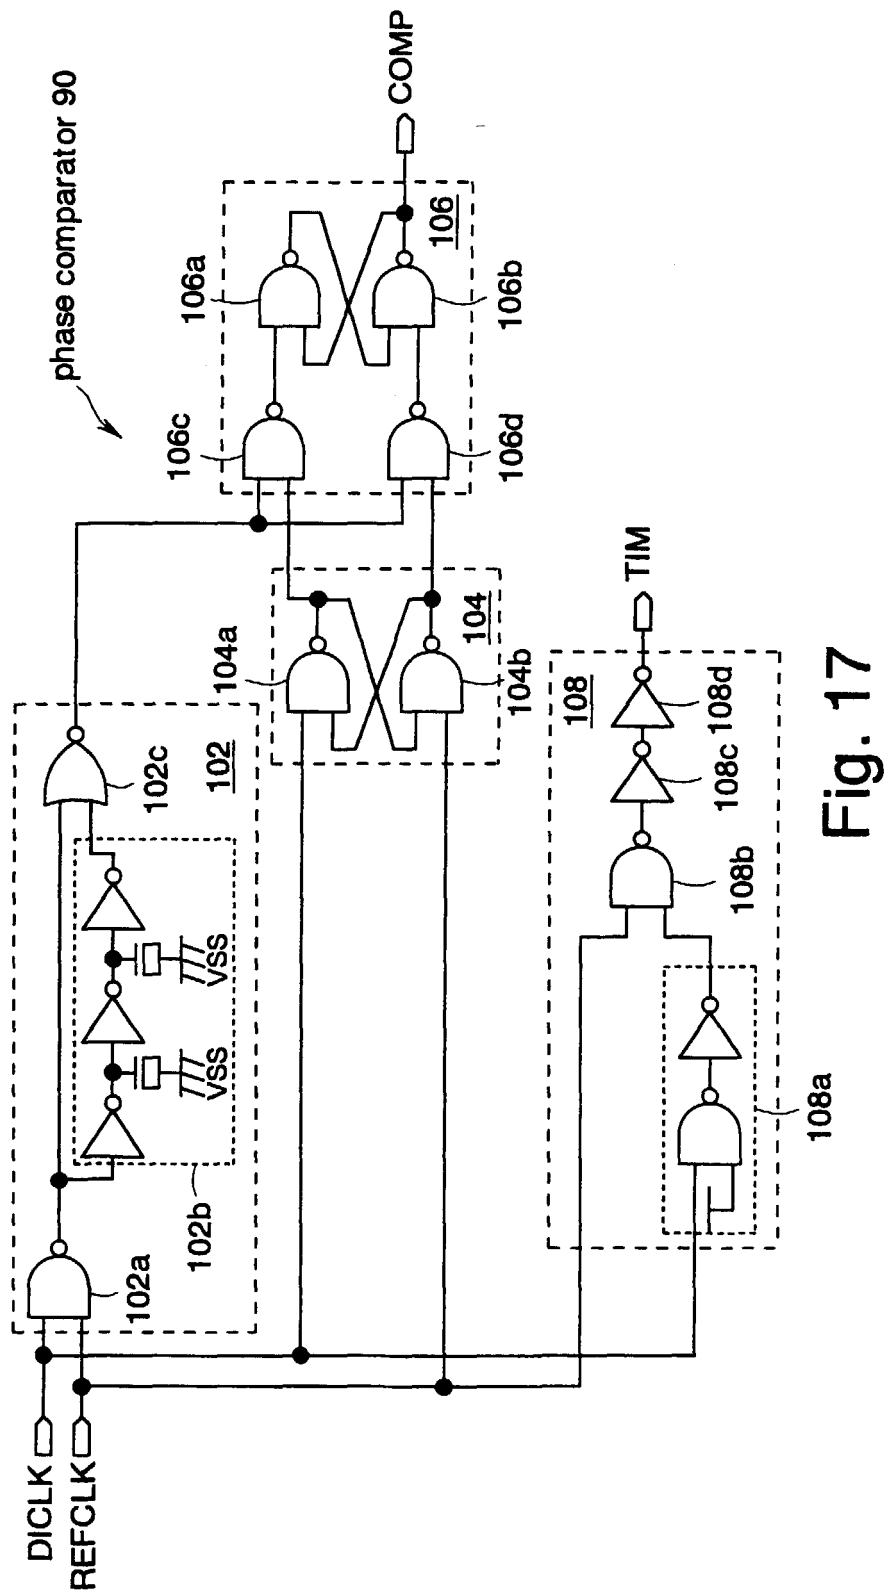 phase comparator 90
DICLK
REFCLK
102a
102b
VSS
VSS
102c
102
104a
104b
104
106c
106d
106a
106b
106
COMP
108a
108b
108c
108d
108
TIM
Fig. 17